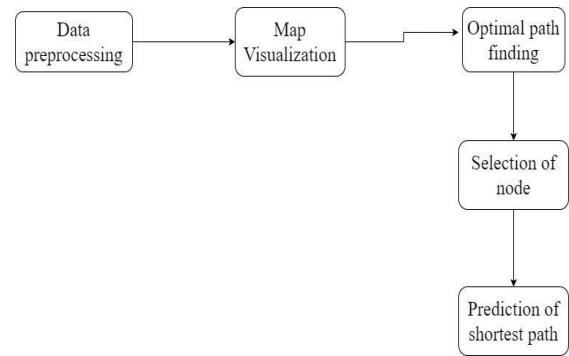 Data
preprocessing
Map
Visualization
Optimal path
finding
Selection of
node
Prediction of
shortest path